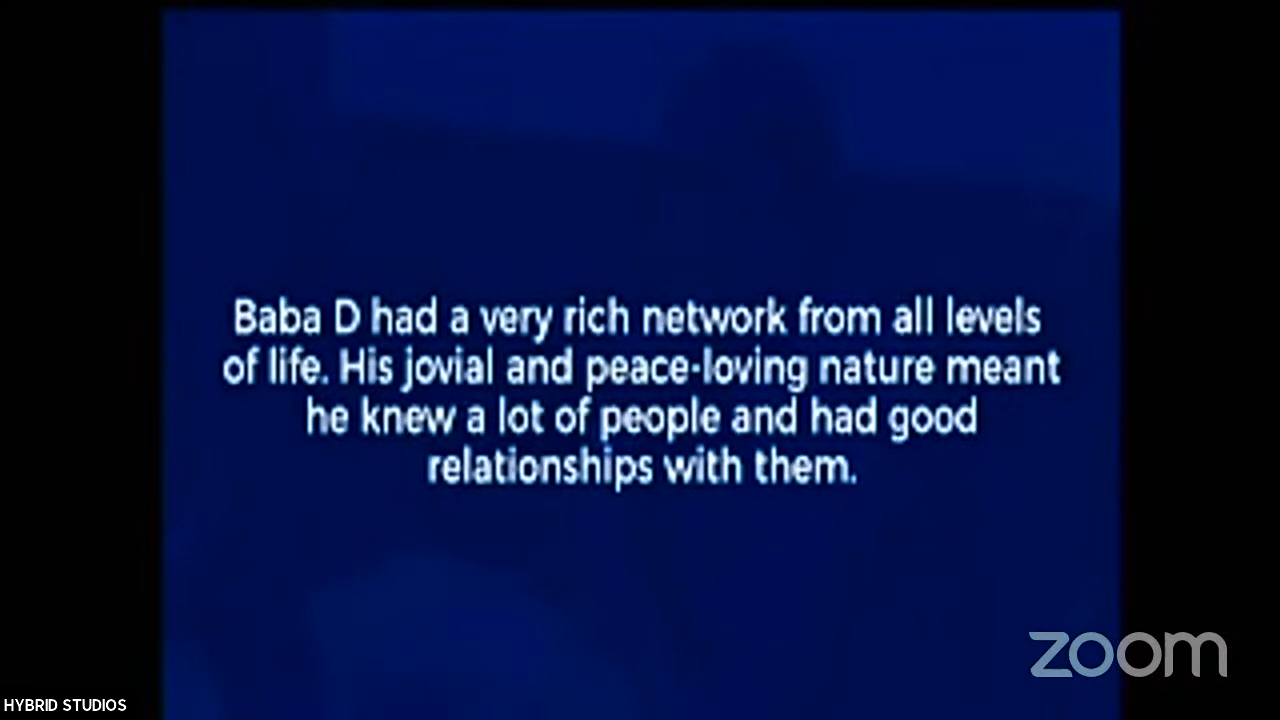 Baba D had a very rich network from all levels
of life. His jovial and peace-loving nature meant
he knew a lot of people and had good
relationships with them.
zoom
HYBRID STUDIOS